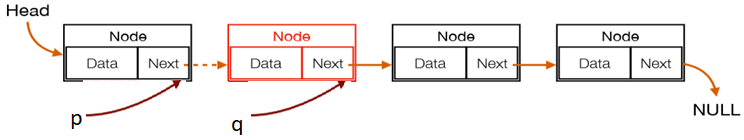 Head
Node Node Node Node
Data Next Data Next Data Next Data Next
p q NULL